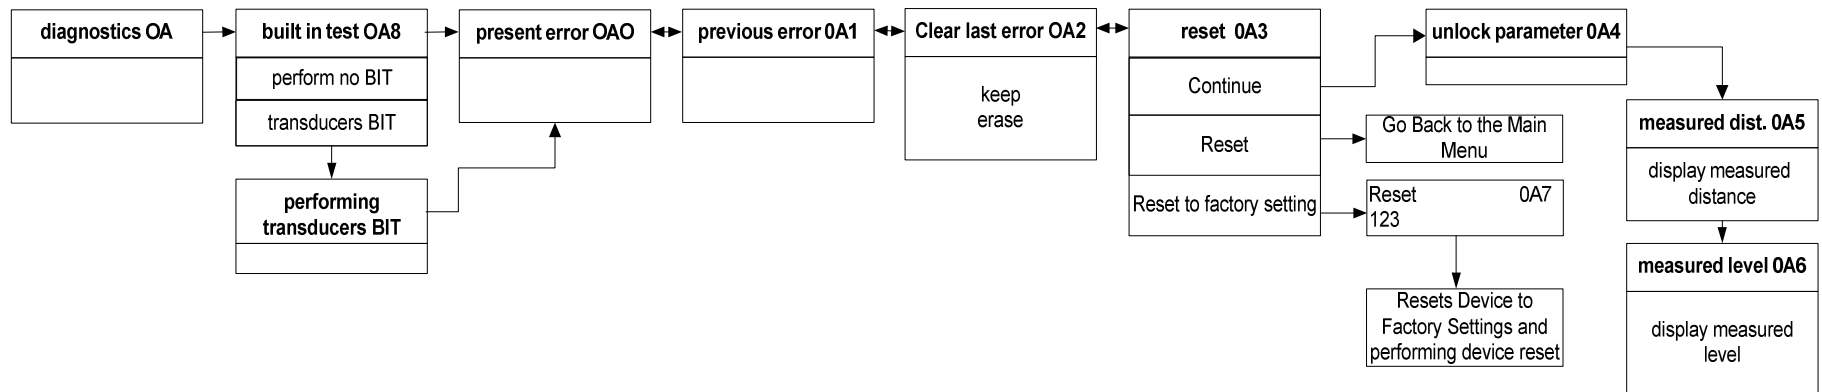 diagnostics OA
built in test OA8
perform no BIT
transducers BIT
performing
transducers BIT
present error OAO
previous error 0A1
Clear last error OA2
keep
erase
reset 0A3
Continue
Reset
Reset to factory setting
unlock parameter 0A4
Go Back to the Main
Menu
Reset 0A7
123
Resets Device to
Factory Settings and
performing device reset
measured dist. 0A5
display measured
distance
measured level 0A6
display measured
level